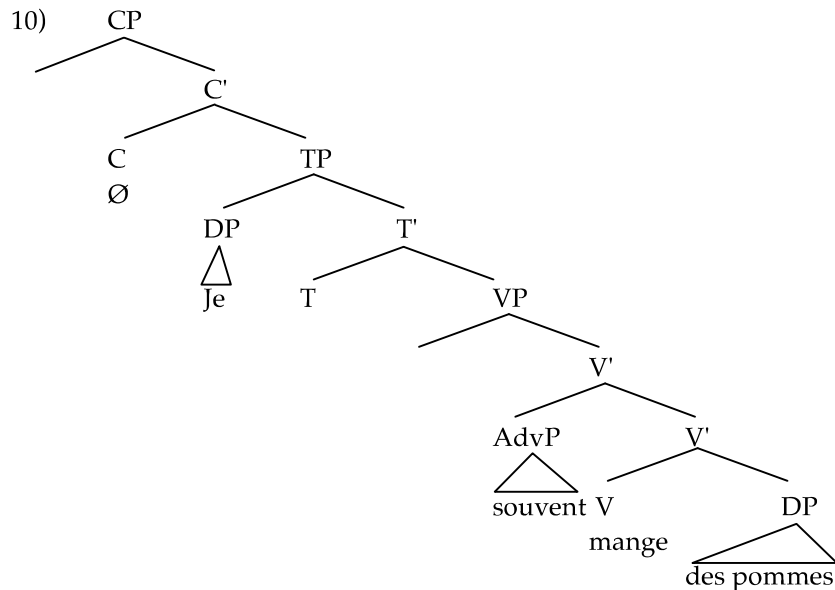 10) CP
C'
C TP
Ø
DP T'
Je T VP
V'
AdvP V'
souvent V DP
mange
des pommes